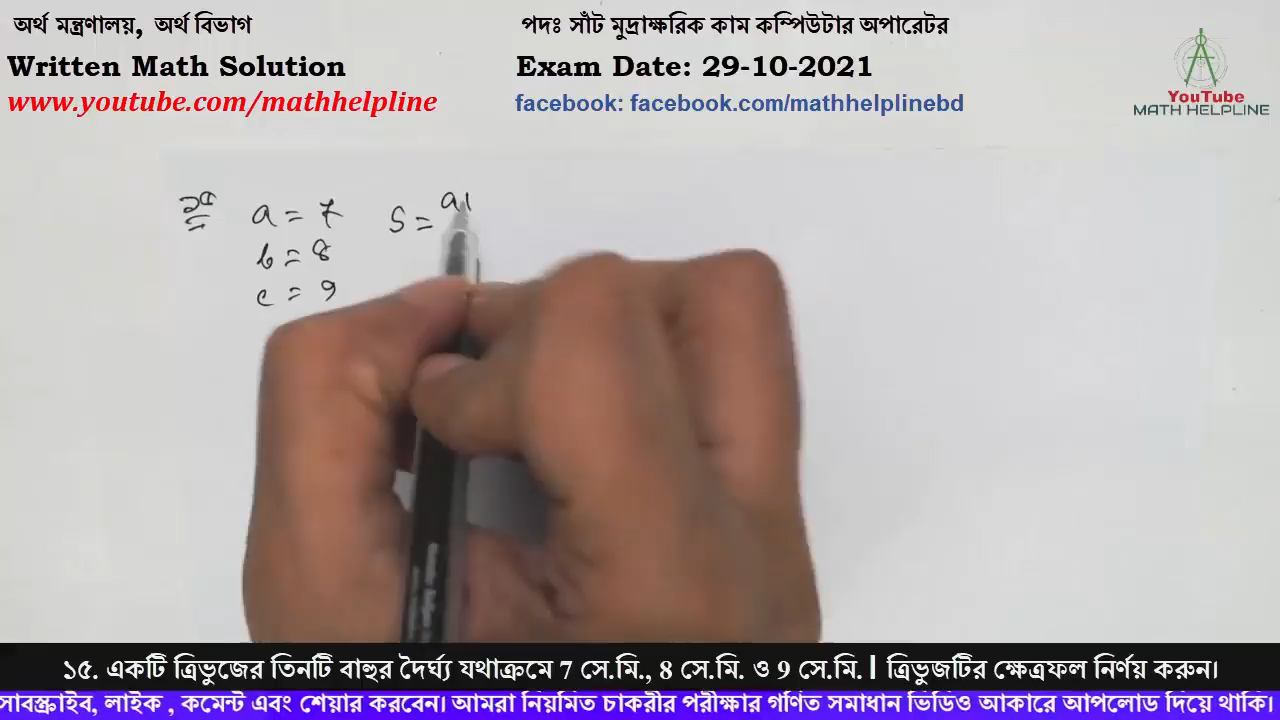 অর্থ মন্ত্রণালয়, অর্থ বিভাগ
পদঃ সাঁট মুদ্রাক্ষরিক কাম কম্পিউটার অপারেটর
Written Math Solution
Exam Date: 29-10-2021
www.youtube.com/mathhelpline
facebook: facebook.com/mathhelplinebd
YouTube
MATH HELPLINE
১৫ a = 7 S = a
b = 8
c = 9
১৫. একটি ত্রিভুজের তিনটি বাহুর দৈর্ঘ্য যথাক্রমে 7 সে.মি., 8 সে.মি. ও 9 সে.মি.। ত্রিভুজটির ক্ষেত্রফল নির্ণয় করুন।
সাবস্ক্রাইব, লাইক , কমেন্ট এবং শেয়ার করবেন। আমরা নিয়মিত চাকরীর পরীক্ষার গণিত সমাধান ভিডিও আকারে আপলোড দিয়ে থাকি।